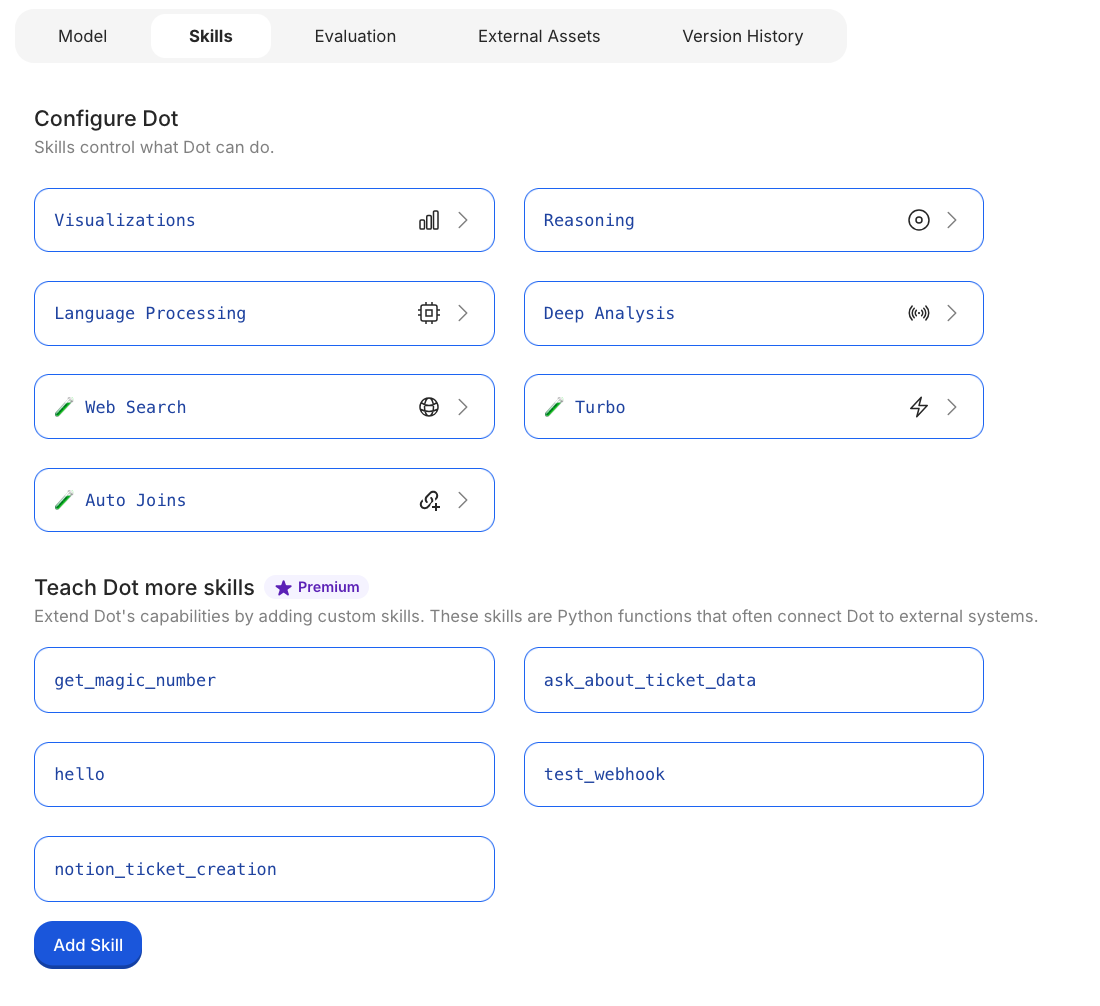 Model Skills Evaluation External Assets Version History
Configure Dot
Skills control what Dot can do.
Visualizations
Reasoning
Language Processing
Deep Analysis
Web Search
Turbo
Auto Joins
Teach Dot more skills Premium
Extend Dot's capabilities by adding custom skills. These skills are Python functions that often connect Dot to external systems.
get_magic_number
ask_about_ticket_data
hello
test_webhook
notion_ticket_creation
Add Skill